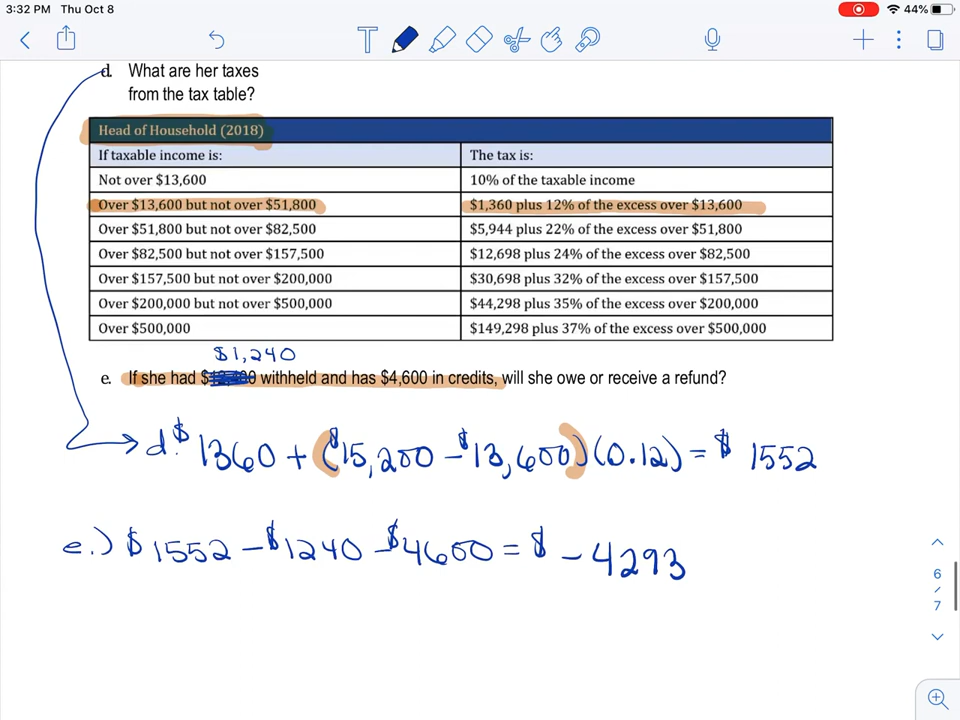 3:32 PM Thu Oct 8 44%
T
d. What are her taxes
from the tax table?
Head of Household (2018)
If taxable income is: The tax is:
Not over $13,600 10% of the taxable income
Over $13,600 but not over $51,800 $1,360 plus 12% of the excess over $13,600
Over $51,800 but not over $82,500 $5,944 plus 22% of the excess over $51,800
Over $82,500 but not over $157,500 $12,698 plus 24% of the excess over $82,500
Over $157,500 but not over $200,000 $30,698 plus 32% of the excess over $157,500
Over $200,000 but not over $500,000 $44,298 plus 35% of the excess over $200,000
Over $500,000 $149,298 plus 37% of the excess over $500,000
$1,240
e. If she had withheld and has $4,600 in credits, will she owe or receive a refund?
d. $1360 + ($15,200 - $13,600)(0.12) = $ 1552
e.) $1552 - $1240 - $4600 = $ - 4293
6
/
7